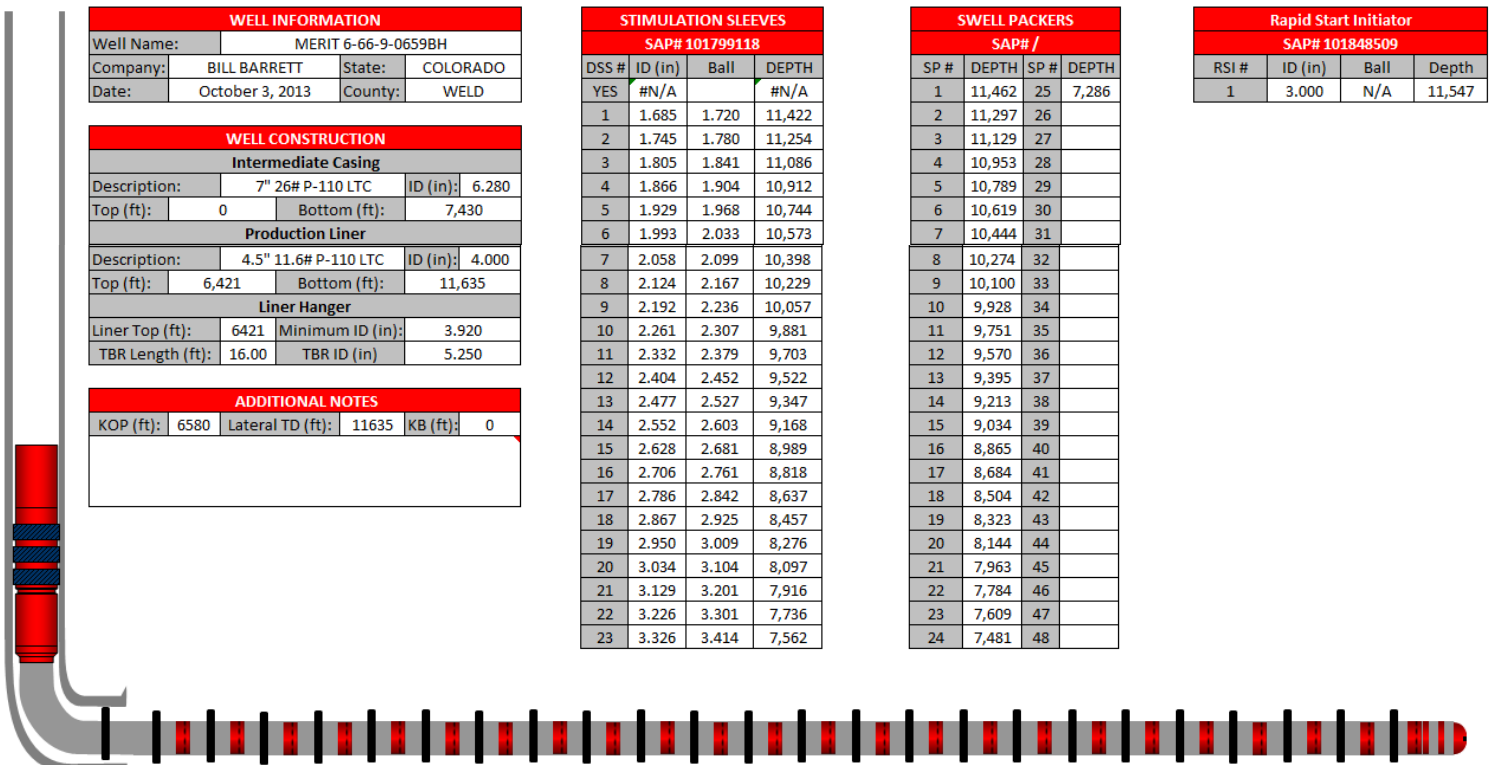 WELL INFORMATION
Well Name: MERIT 6-66-9-0659BH
Company: BILL BARRETT State: COLORADO
Date: October 3, 2013 County: WELD
WELL CONSTRUCTION
Intermediate Casing
Description: 7" 26# P-110 LTC ID (in): 6.280
Top (ft): 0 Bottom (ft): 7,430
Production Liner
Description: 4.5" 11.6# P-110 LTC ID (in): 4.000
Top (ft): 6,421 Bottom (ft): 11,635
Liner Hanger
Liner Top (ft): 6421 Minimum ID (in): 3.920
TBR Length (ft): 16.00 TBR ID (in) 5.250
ADDITIONAL NOTES
KOP (ft): 6580 Lateral TD (ft): 11635 KB (ft): 0
STIMULATION SLEEVES
SAP# 101799118
DSS # ID (in) Ball DEPTH
YES #N/A #N/A
1 1.685 1.720 11,422
2 1.745 1.780 11,254
3 1.805 1.841 11,086
4 1.866 1.904 10,912
5 1.929 1.968 10,744
6 1.993 2.033 10,573
7 2.058 2.099 10,398
8 2.124 2.167 10,229
9 2.192 2.236 10,057
10 2.261 2.307 9,881
11 2.332 2.379 9,703
12 2.404 2.452 9,522
13 2.477 2.527 9,347
14 2.552 2.603 9,168
15 2.628 2.681 8,989
16 2.706 2.761 8,818
17 2.786 2.842 8,637
18 2.867 2.925 8,457
19 2.950 3.009 8,276
20 3.034 3.104 8,097
21 3.129 3.201 7,916
22 3.226 3.301 7,736
23 3.326 3.414 7,562
SWELL PACKERS
SAP# /
SP # DEPTH SP # DEPTH
1 11,462 25 7,286
2 11,297 26
3 11,129 27
4 10,953 28
5 10,789 29
6 10,619 30
7 10,444 31
8 10,274 32
9 10,100 33
10 9,928 34
11 9,751 35
12 9,570 36
13 9,395 37
14 9,213 38
15 9,034 39
16 8,865 40
17 8,684 41
18 8,504 42
19 8,323 43
20 8,144 44
21 7,963 45
22 7,784 46
23 7,609 47
24 7,481 48
Rapid Start Initiator
SAP# 101848509
RSI # ID (in) Ball Depth
1 3.000 N/A 11,547